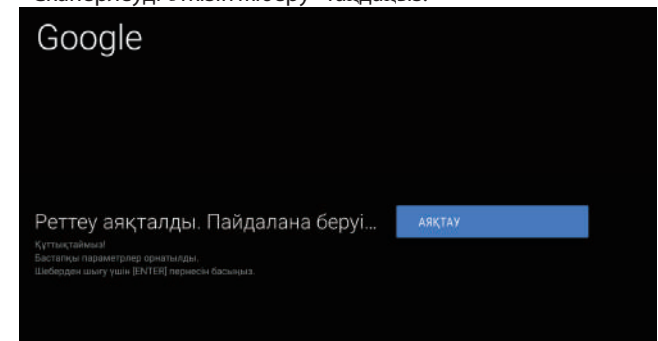 Google
Реттеу аяқталды. Пайдалана беруі...
АЯҚТАУ
Құттықтаймыз!
Бастапқы параметрлер орнатылды.
Шеберден шығу үшін [ENTER] пернесін басыңыз.